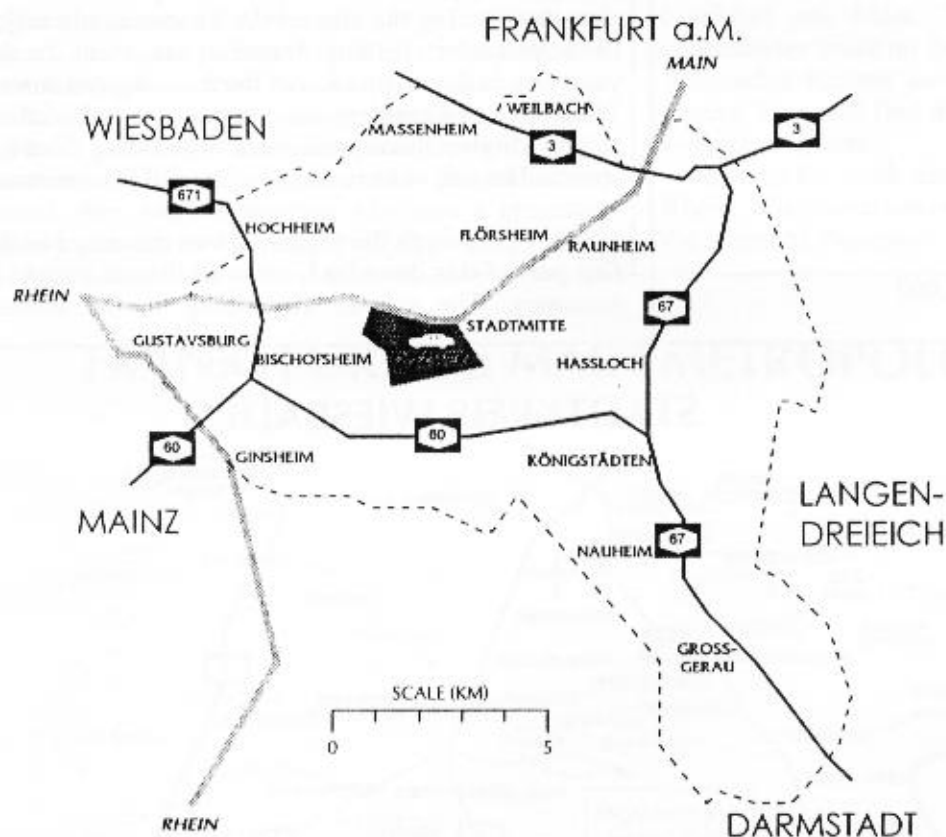 FRANKFURT a.M.
MAIN
WEILBACH
3
3
WIESBADEN
MASSENHEIM
671
HOCHHEIM
FLÖRSHEIM
RAUNHEIM
RHEIN
67
STADTMITTE
GUSTAVSBURG
BISCHOFSHEIM
HASSLOCH
60
60
GINSHEIM
KÖNIGSTÄDTEN
MAINZ
LANGEN-
DREIEICH
67
NAUHEIM
GROSS-
GERAU
SCALE (KM)
0
5
RHEIN
DARMSTADT